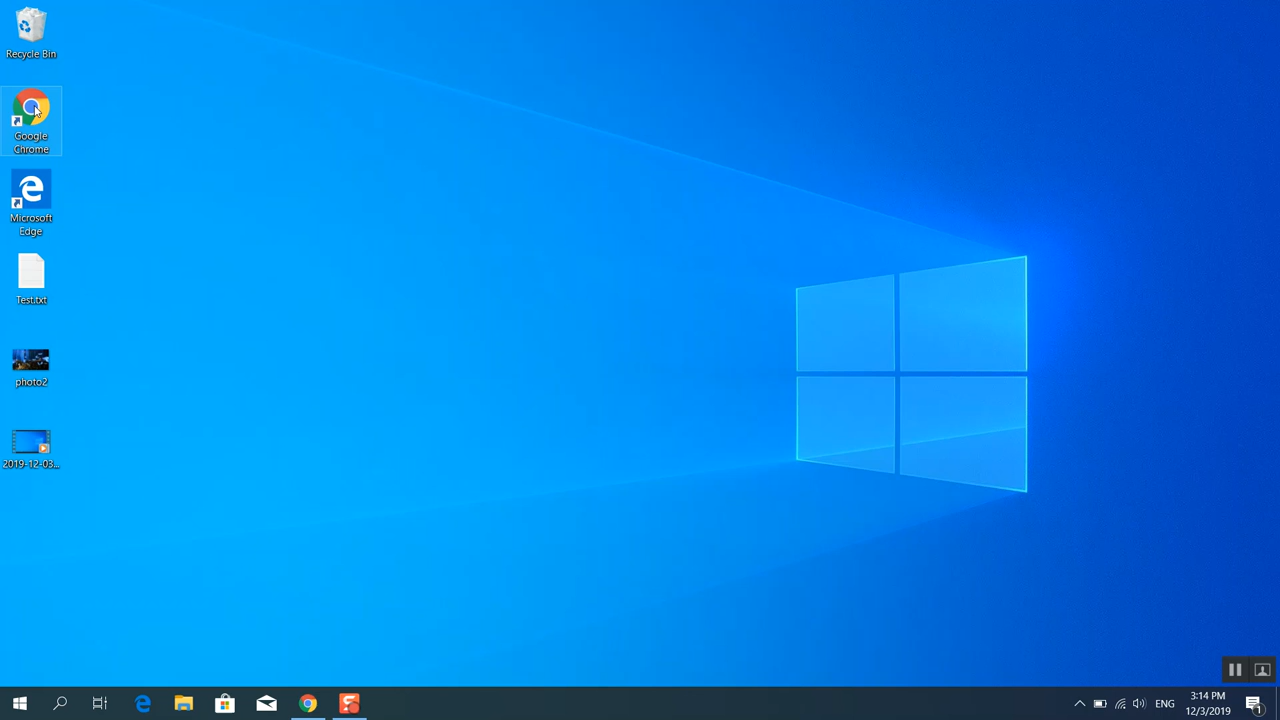 Recycle Bin
Google
Chrome
Microsoft
Edge
Test.txt
photo2
2019-12-03...
ENG
3:14 PM
12/3/2019
1